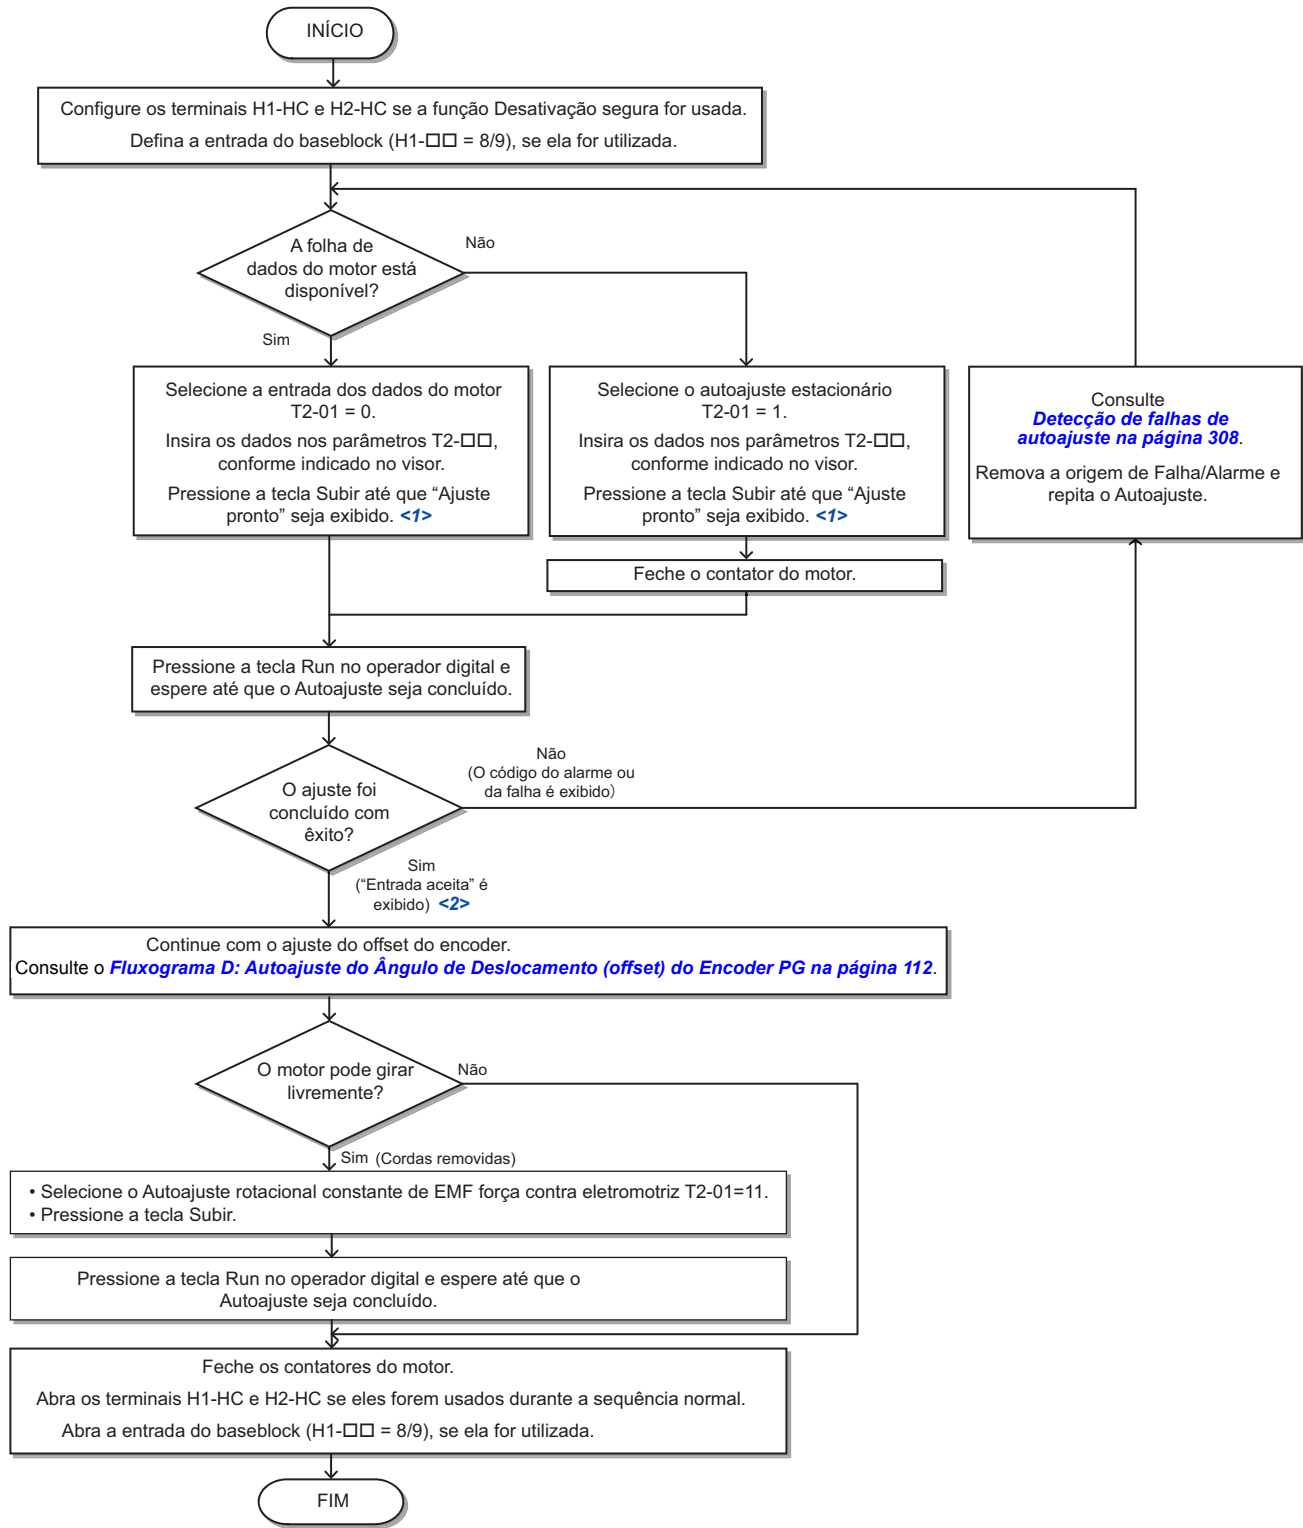 INÍCIO
Configure os terminais H1-HC e H2-HC se a função Desativação segura for usada.
Defina a entrada do baseblock (H1-□□ = 8/9), se ela for utilizada.
A folha de
dados do motor está
disponível?
Não
Sim
Selecione a entrada dos dados do motor
T2-01 = 0.
Insira os dados nos parâmetros T2-□□,
conforme indicado no visor.
Pressione a tecla Subir até que “Ajuste
pronto” seja exibido. <1>
Selecione o autoajuste estacionário
T2-01 = 1.
Insira os dados nos parâmetros T2-□□,
conforme indicado no visor.
Pressione a tecla Subir até que “Ajuste
pronto” seja exibido. <1>
Consulte
Detecção de falhas de
autoajuste na página 308.
Remova a origem de Falha/Alarme e
repita o Autoajuste.
Feche o contator do motor.
Pressione a tecla Run no operador digital e
espere até que o Autoajuste seja concluído.
O ajuste foi
concluído com
êxito?
Não
(O código do alarme ou
da falha é exibido)
Sim
(“Entrada aceita” é
exibido) <2>
Continue com o ajuste do offset do encoder.
Consulte o Fluxograma D: Autoajuste do Ângulo de Deslocamento (offset) do Encoder PG na página 112.
O motor pode girar
livremente?
Não
Sim (Cordas removidas)
• Selecione o Autoajuste rotacional constante de EMF força contra eletromotriz T2-01=11.
• Pressione a tecla Subir.
Pressione a tecla Run no operador digital e espere até que o
Autoajuste seja concluído.
Feche os contatores do motor.
Abra os terminais H1-HC e H2-HC se eles forem usados durante a sequência normal.
Abra a entrada do baseblock (H1-□□ = 8/9), se ela for utilizada.
FIM